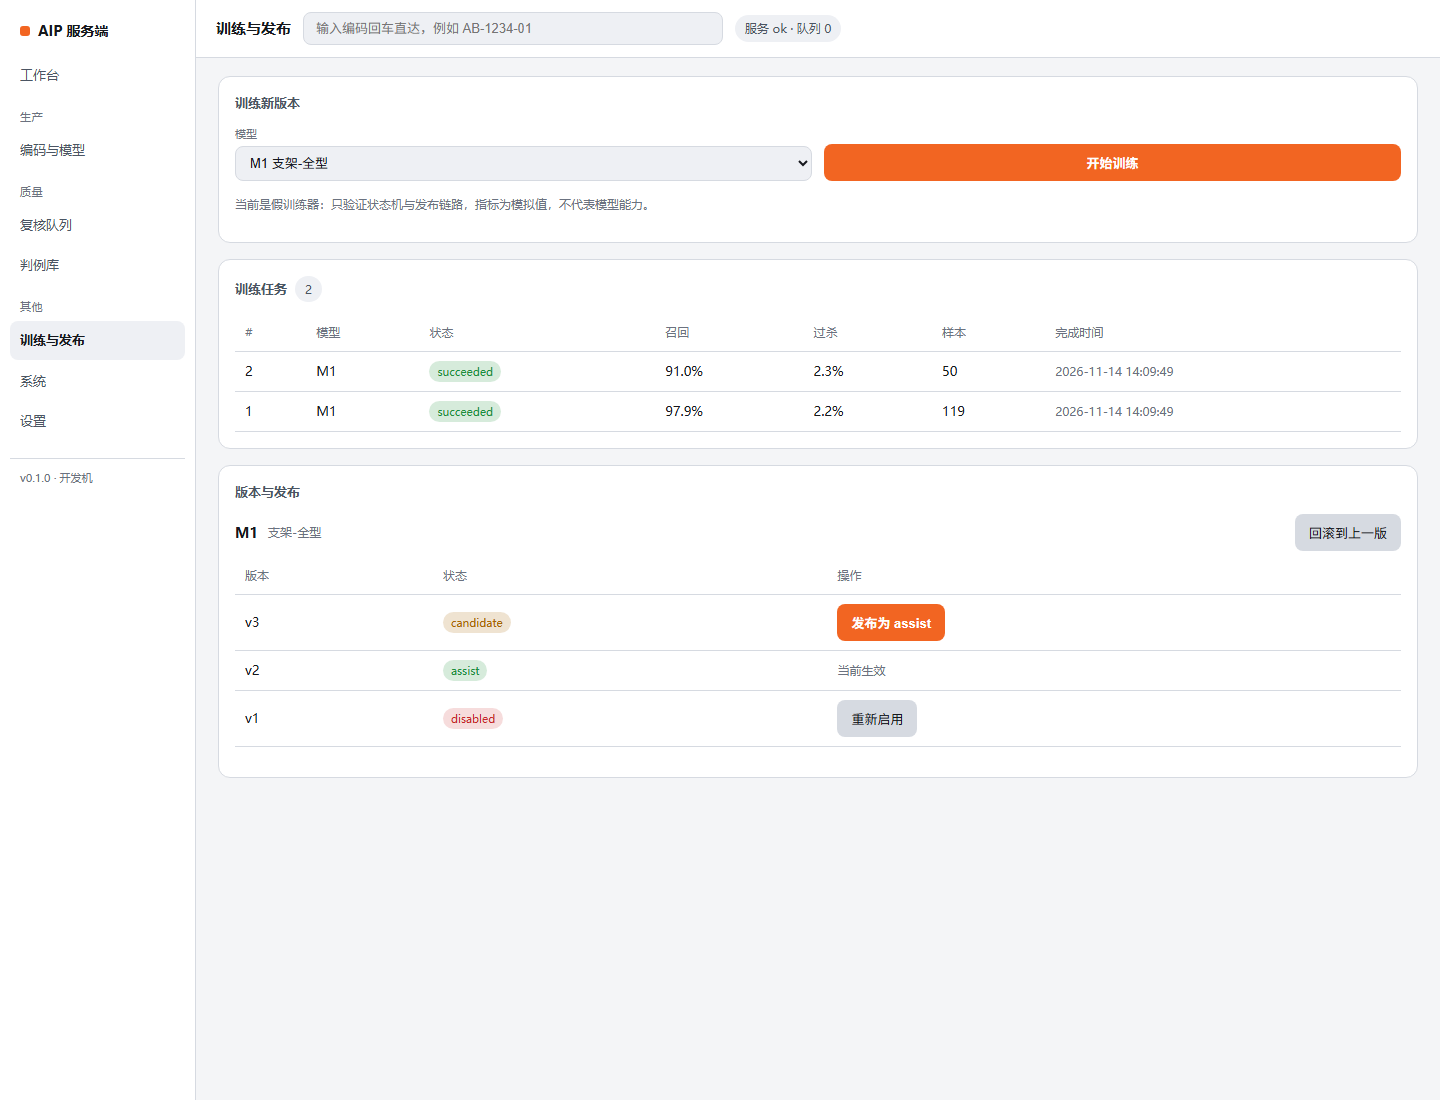 AIP 服务端
工作台
生产
编码与模型
质量
复核队列
判例库
其他
训练与发布
系统
设置
v0.1.0 · 开发机
训练与发布
输入编码回车直达，例如 AB-1234-01
服务 ok · 队列 0
训练新版本
模型
M1 支架-全型
开始训练
当前是假训练器：只验证状态机与发布链路，指标为模拟值，不代表模型能力。
训练任务 2
# 模型 状态 召回 过杀 样本 完成时间
2 M1 succeeded 91.0% 2.3% 50 2026-11-14 14:09:49
1 M1 succeeded 97.9% 2.2% 119 2026-11-14 14:09:49
版本与发布
M1 支架-全型
回滚到上一版
版本 状态 操作
v3 candidate 发布为 assist
v2 assist 当前生效
v1 disabled 重新启用